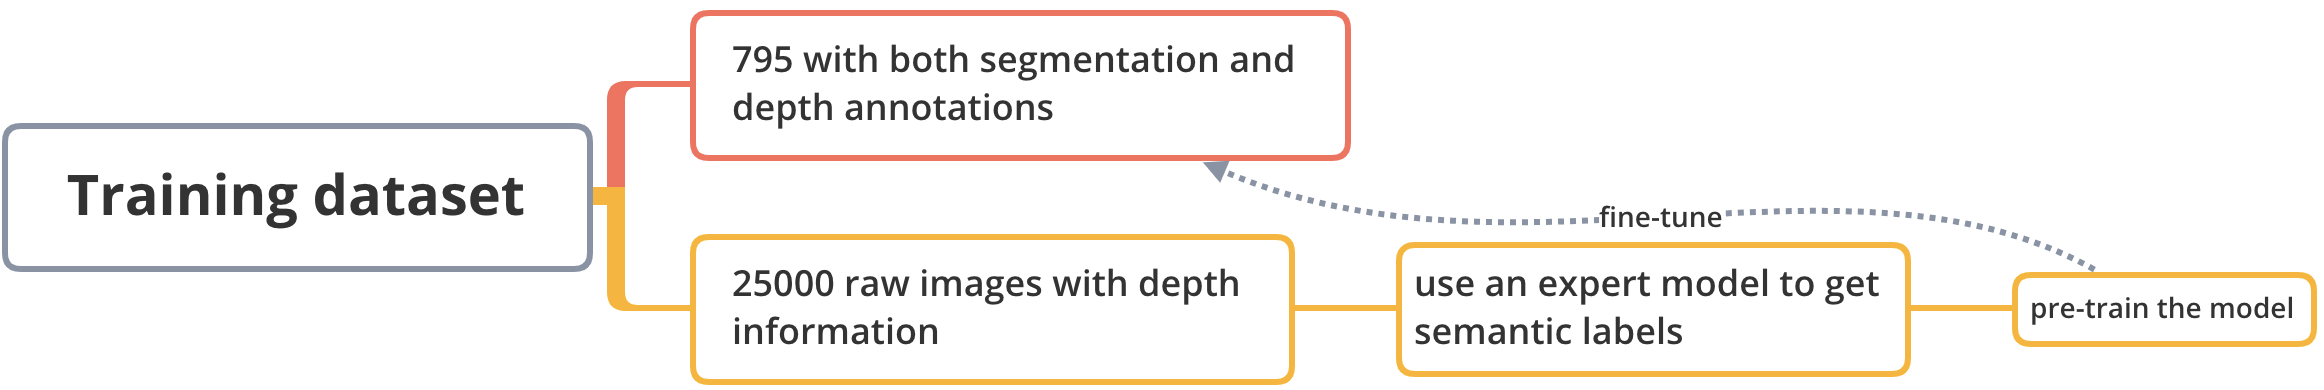 Training dataset
795 with both segmentation and
depth annotations
25000 raw images with depth
information
fine-tune
use an expert model to get
semantic labels
pre-train the model